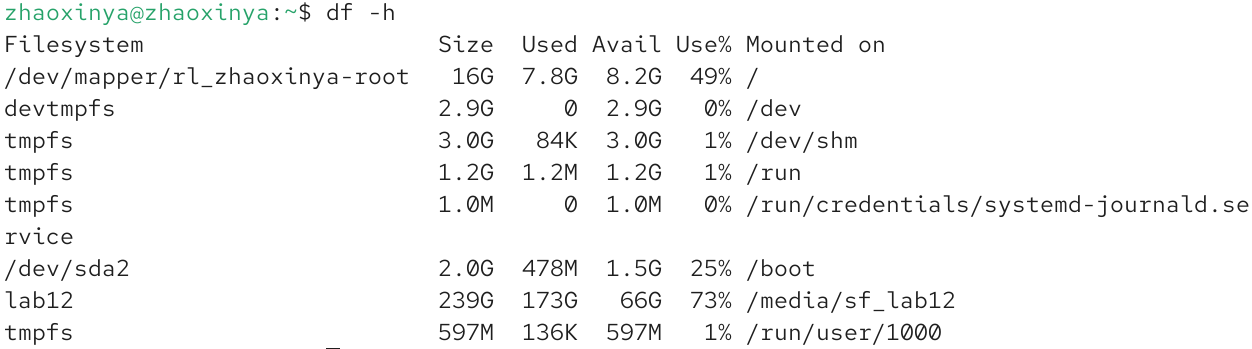 zhaoxinya@zhaoxinya:~$ df -h
Filesystem                     Size  Used Avail Use% Mounted on
/dev/mapper/rl_zhaoxinya-root   16G  7.8G  8.2G  49% /
devtmpfs                       2.9G     0  2.9G   0% /dev
tmpfs                          3.0G   84K  3.0G   1% /dev/shm
tmpfs                          1.2G  1.2M  1.2G   1% /run
tmpfs                          1.0M     0  1.0M   0% /run/credentials/systemd-journald.se
rvice
/dev/sda2                      2.0G  478M  1.5G  25% /boot
lab12                          239G  173G   66G  73% /media/sf_lab12
tmpfs                          597M  136K  597M   1% /run/user/1000